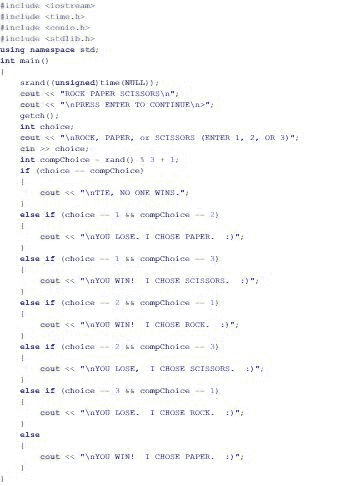 #include <iostream>
#include <time.h>
#include <conio.h>
#include <stdlib.h>
using namespace std;
int main()
{
    srand((unsigned)time(NULL));
    cout << "ROCK PAPER SCISSORS\n";
    cout << "\nPRESS ENTER TO CONTINUE\n>";
    getch();
    int choice;
    cout << "\nROCK, PAPER, or SCISSORS (ENTER 1, 2, OR 3)";
    cin >> choice;
    int compChoice = rand() % 3 + 1;
    if (choice == compChoice)
    {
        cout << "\nTIE, NO ONE WINS.";
    }
    else if (choice == 1 && compChoice == 2)
    {
        cout << "\nYOU LOSE. I CHOSE PAPER.  :)";
    }
    else if (choice == 1 && compChoice == 3)
    {
        cout << "\nYOU WIN!  I CHOSE SCISSORS.  :)";
    }
    else if (choice == 2 && compChoice == 1)
    {
        cout << "\nYOU WIN!  I CHOSE ROCK.  :)";
    }
    else if (choice == 2 && compChoice == 3)
    {
        cout << "\nYOU LOSE,  I CHOSE SCISSORS.  :)";
    }
    else if (choice == 3 && compChoice == 1)
    {
        cout << "\nYOU LOSE.  I CHOSE ROCK.  :)";
    }
    else
    {
        cout << "\nYOU WIN!  I CHOSE PAPER.  :)";
    }
}